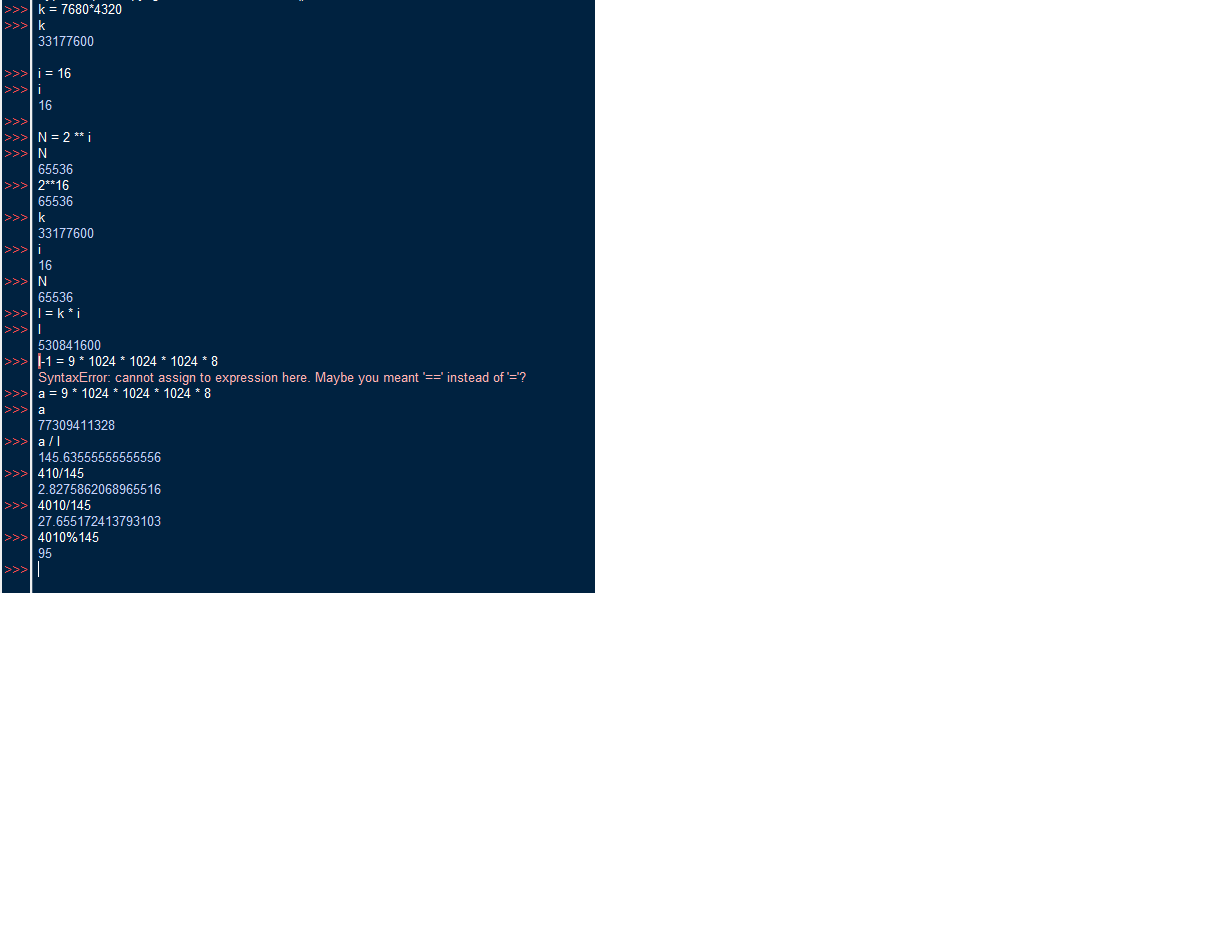 >>> k = 7680*4320
>>> k
33177600
>>> i = 16
>>> i
16
>>>
>>> N = 2 ** i
>>> N
65536
>>> 2**16
65536
>>> k
33177600
>>> i
16
>>> N
65536
>>> I = k * i
>>> I
530841600
>>> I-1 = 9 * 1024 * 1024 * 1024 * 8
SyntaxError: cannot assign to expression here. Maybe you meant '==' instead of '='?
>>> a = 9 * 1024 * 1024 * 1024 * 8
>>> a
77309411328
>>> a / I
145.63555555555556
>>> 410/145
2.8275862068965516
>>> 4010/145
27.655172413793103
>>> 4010%145
95
>>>